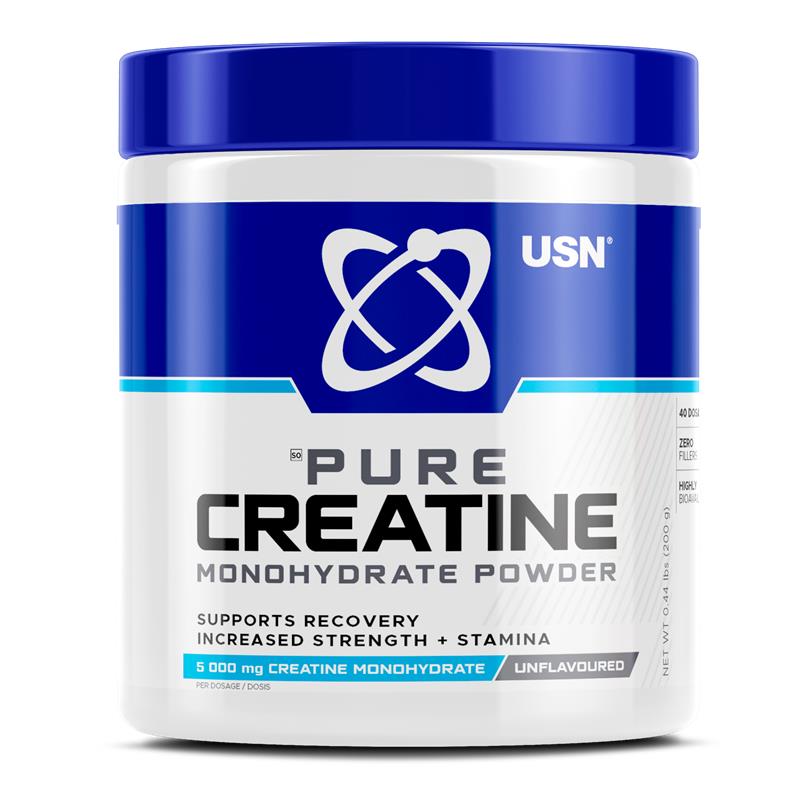 USN®
PURE
CREATINE
MONOHYDRATE POWDER
SUPPORTS RECOVERY
INCREASED STRENGTH + STAMINA
5 000 mg CREATINE MONOHYDRATE
UNFLAVOURED
PER DOSAGE / DOSIS
40
ZERO
HIGHLY
NET WT 0.44 lbs (200 g)